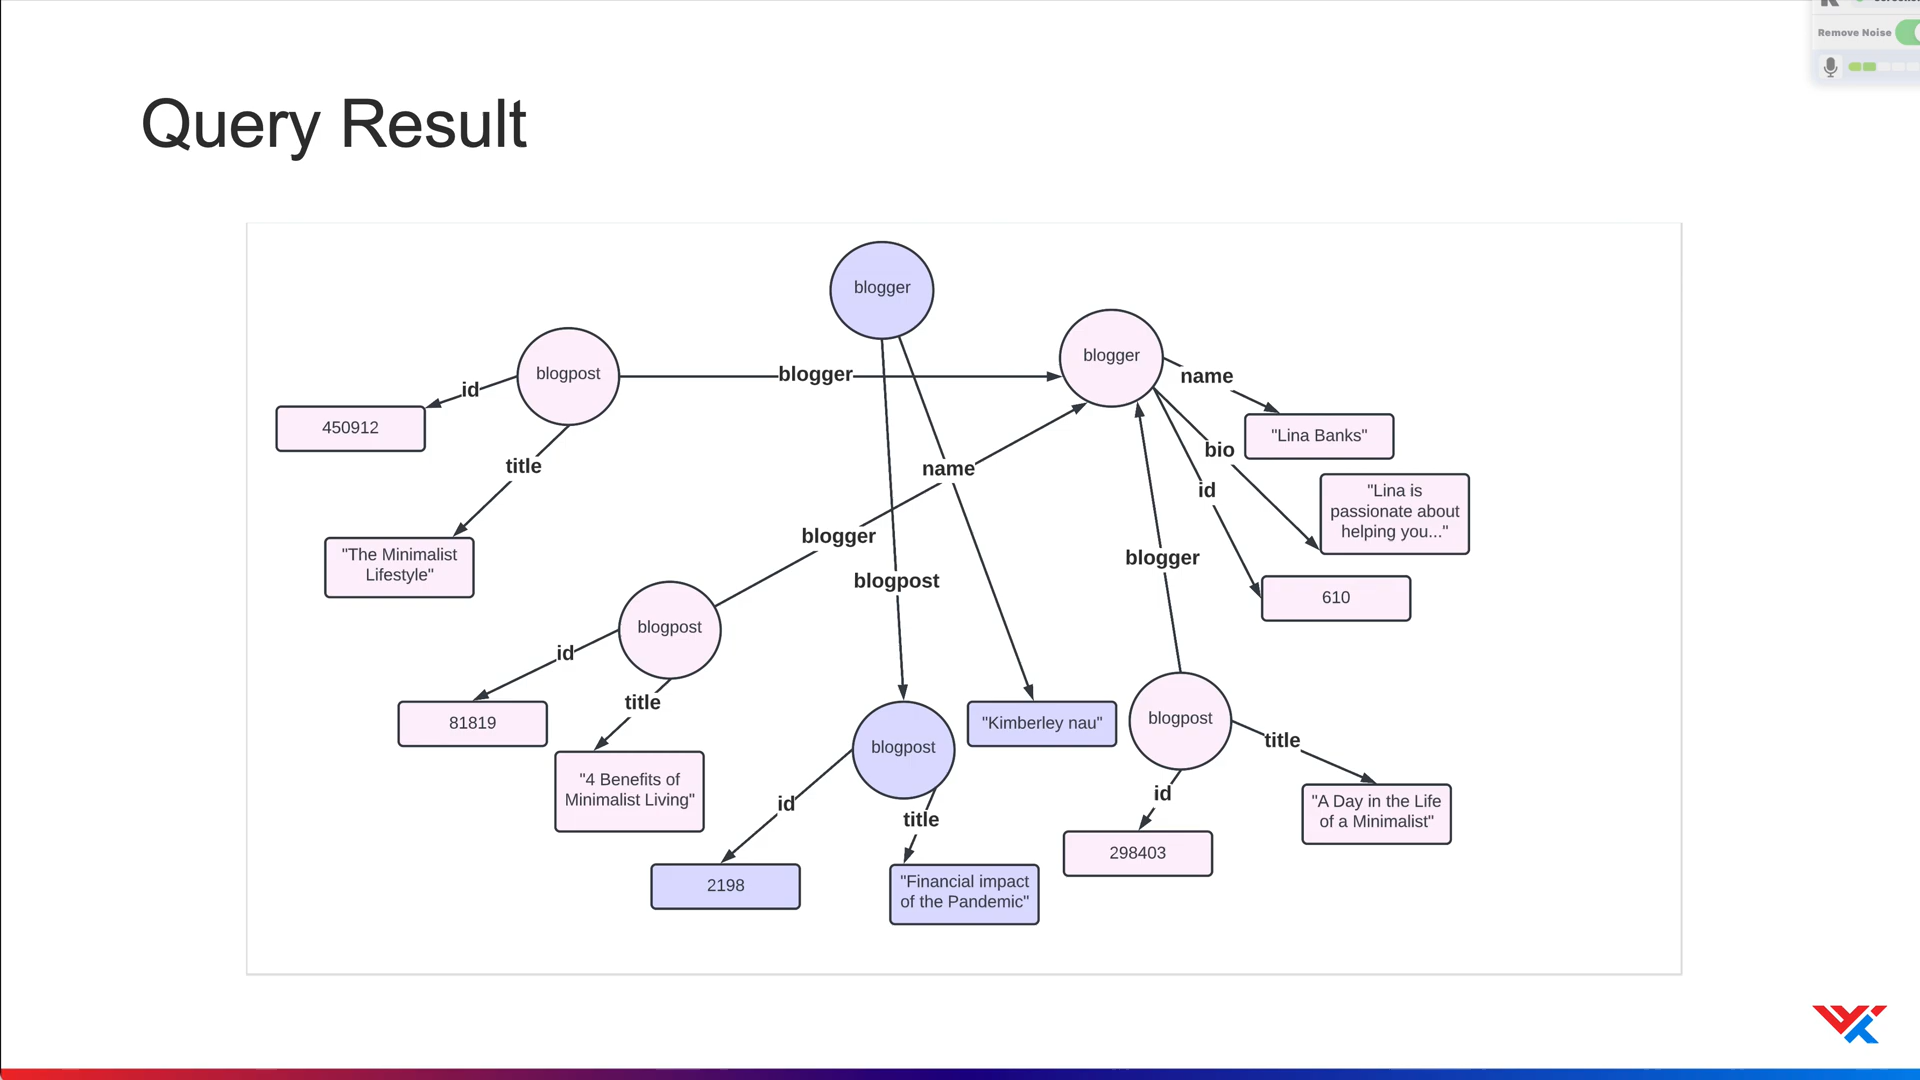 Remove Noise
Query Result
blogger
blogger
blogpost
blogger
name
id
"Lina Banks"
450912
bio
title
name
id
"Lina is
passionate about
helping you..."
blogger
blogger
"The Minimalist
Lifestyle"
blogpost
610
blogpost
id
title
81819
blogpost
"Kimberley nau"
blogpost
title
"4 Benefits of
Minimalist Living"
id
title
id
"A Day in the Life
of a Minimalist"
298403
2198
"Financial impact
of the Pandemic"